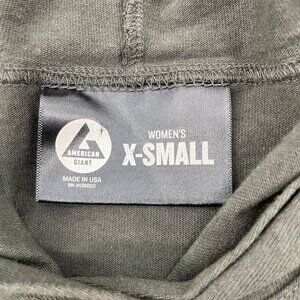 AMERICAN
GIANT
MADE IN USA
WOMEN'S
X-SMALL